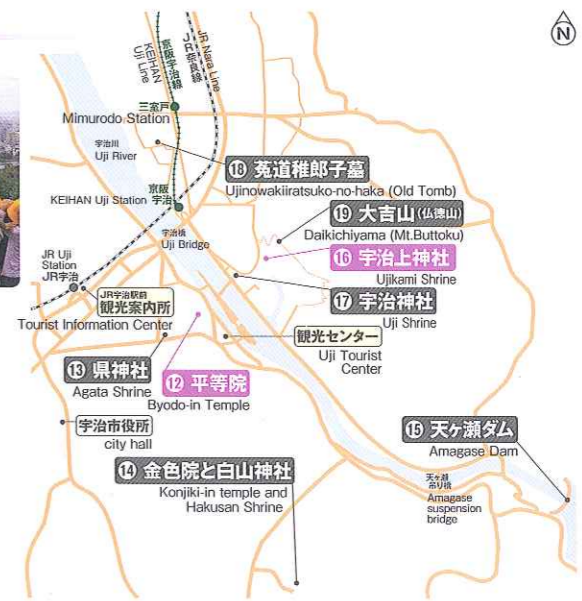 N
KEIHAN
Uji Line
京阪宇治線
JR奈良線
JR Nara Line
三室戸
Mimurodo Station
宇治川
Uji River
⑱ 菟道稚郎子墓
Ujinowakiiratsuko-no-haka (Old Tomb)
京阪
宇治
KEIHAN Uji Station
⑲ 大吉山(仏徳山)
Daikichiyama (Mt.Buttoku)
宇治橋
Uji Bridge
⑯ 宇治上神社
Ujikami Shrine
JR Uji
Station
JR宇治
JR宇治駅前
観光案内所
Tourist Information Center
⑰ 宇治神社
Uji Shrine
観光センター
Uji Tourist
Center
⑬ 県神社
Agata Shrine
⑫ 平等院
Byodo-in Temple
宇治市役所
city hall
⑮ 天ヶ瀬ダム
Amagase Dam
⑭ 金色院と白山神社
Konjiki-in temple and
Hakusan Shrine
天ヶ瀬
吊り橋
Amagase
suspension
bridge